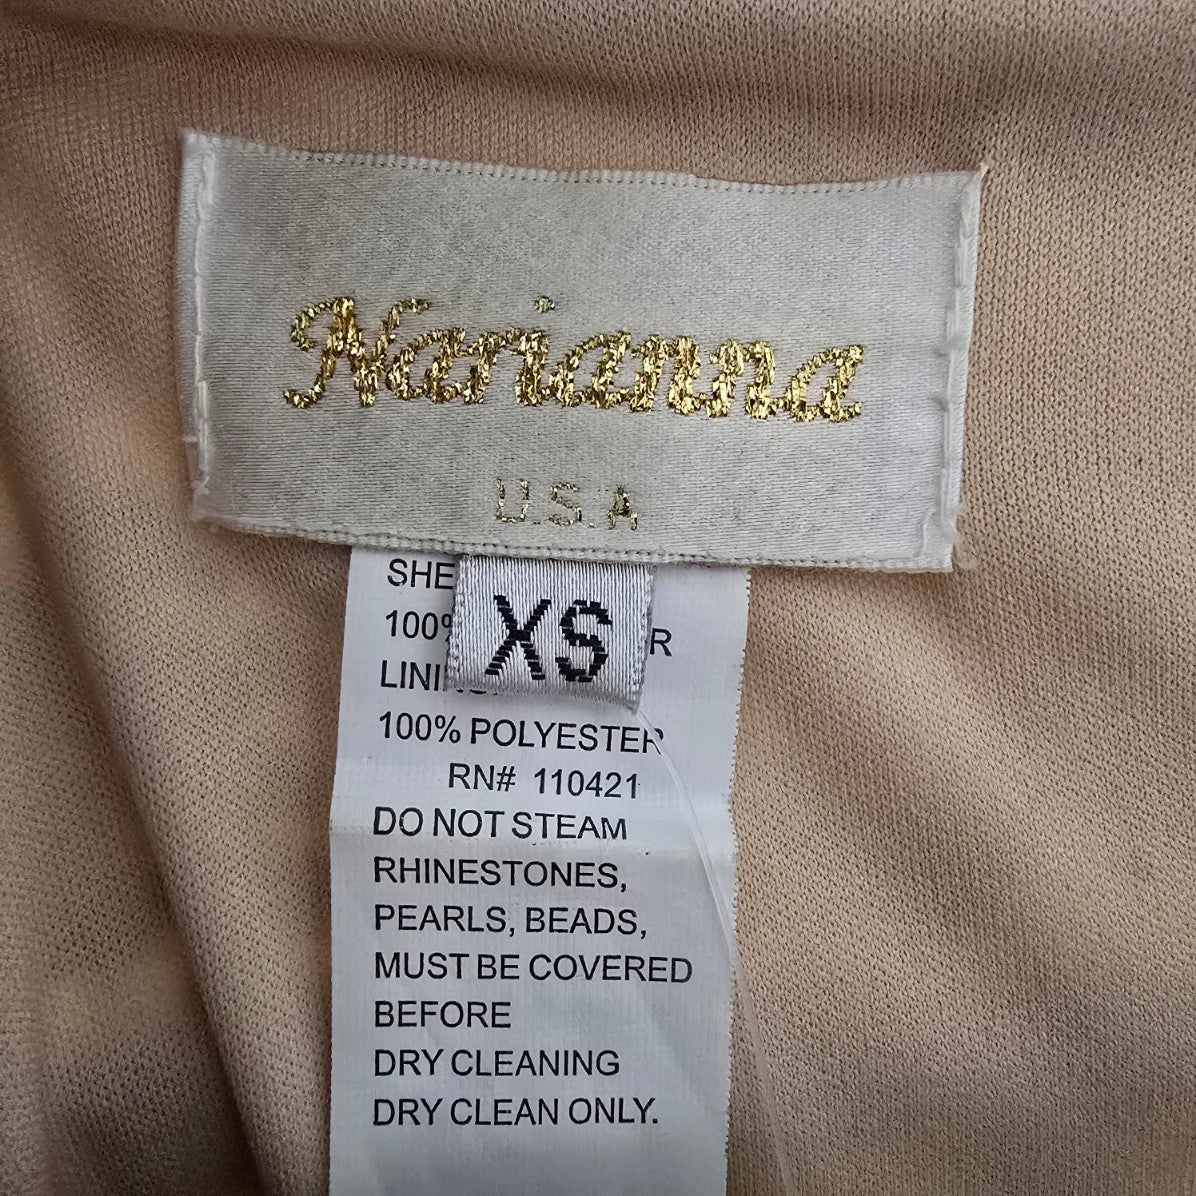 Narianna
U.S.A
XS
SHE
100%
LINING:
100% POLYESTER
RN# 110421
DO NOT STEAM
RHINESTONES,
PEARLS, BEADS,
MUST BE COVERED
BEFORE
DRY CLEANING
DRY CLEAN ONLY.